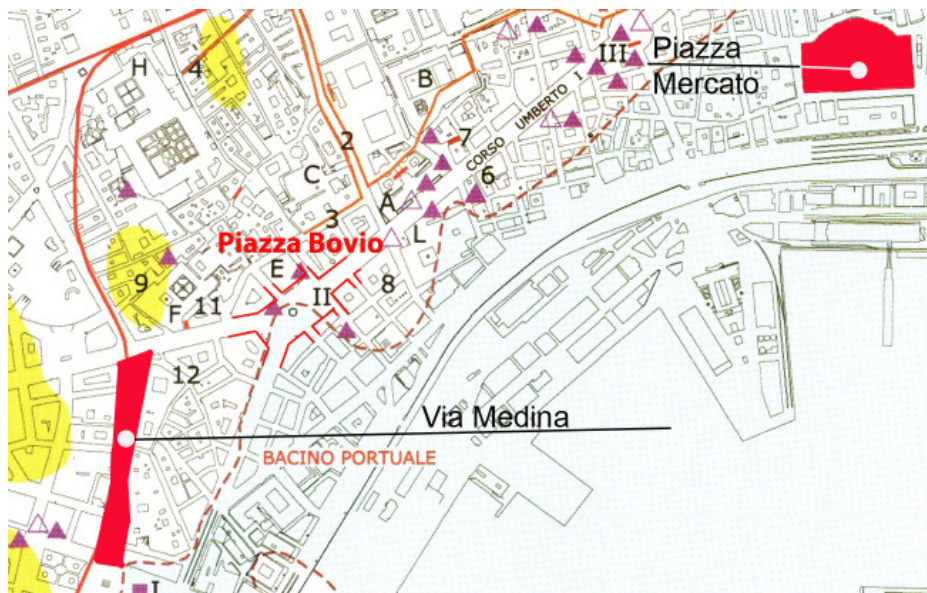 H
4
B
III
Piazza
Mercato
I
CORSO UMBERTO
2
7
C
A
6
3
L
Piazza Bovio
E
8
II
9
F
11
12
Via Medina
BACINO PORTUALE
I